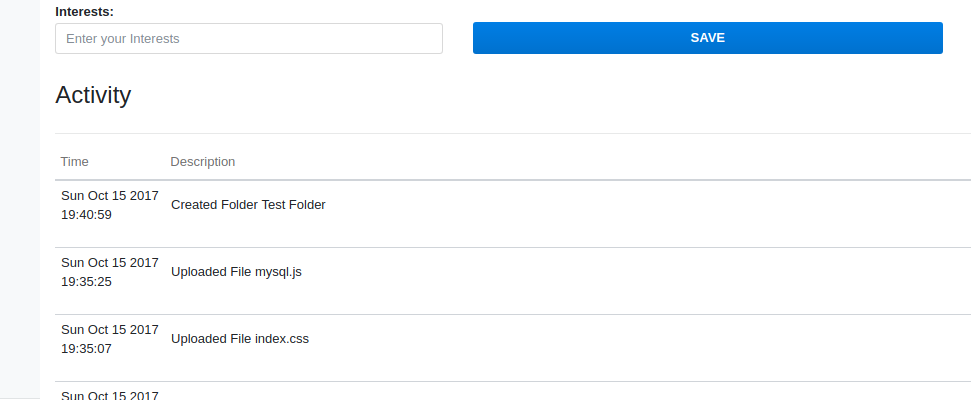 Interests:
Enter your Interests
SAVE
Activity
Time Description
Sun Oct 15 2017
19:40:59
Created Folder Test Folder
Sun Oct 15 2017
19:35:25
Uploaded File mysql.js
Sun Oct 15 2017
19:35:07
Uploaded File index.css
Sun Oct 15 2017